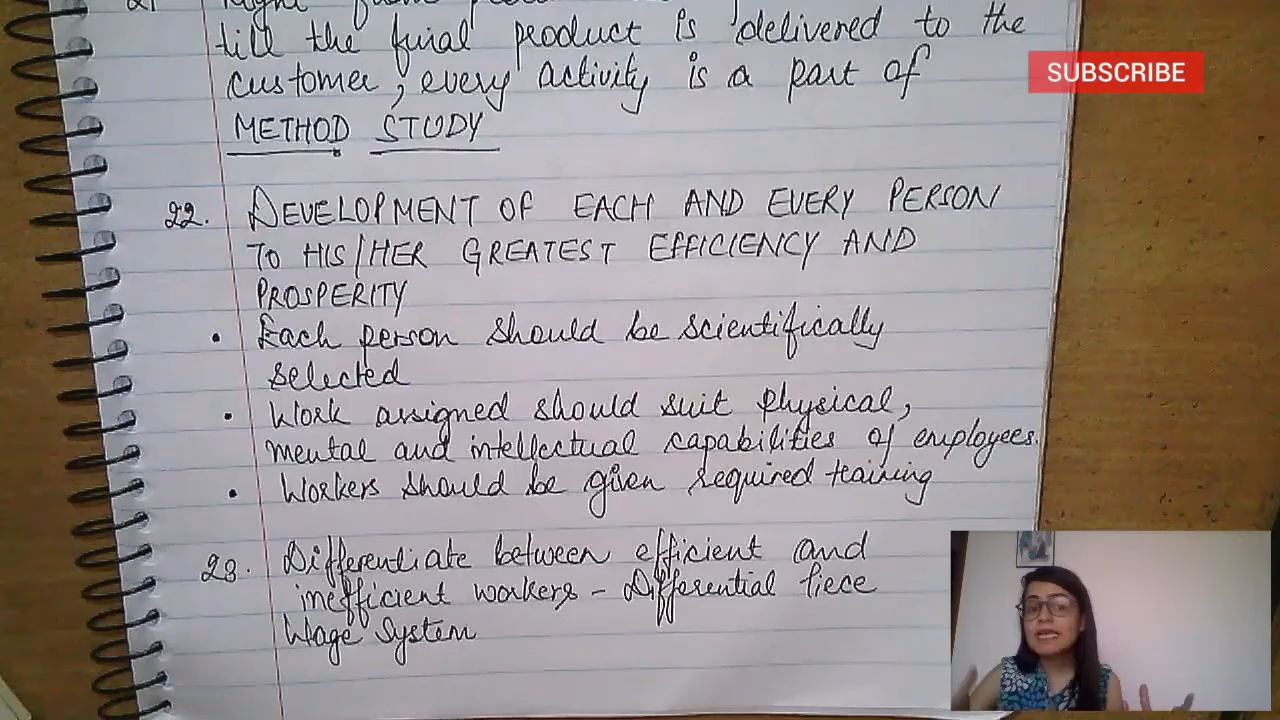 till the final product is delivered to the
customer, every activity is a part of
METHOD STUDY
SUBSCRIBE
22. DEVELOPMENT OF EACH AND EVERY PERSON
TO HIS/HER GREATEST EFFICIENCY AND
PROSPERITY
• Each person should be scientifically
selected
• Work assigned should suit physical,
mental and intellectual capabilities of employees.
• Workers should be given required training
23. Differentiate between efficient and
inefficient workers - Differential Piece
Wage System